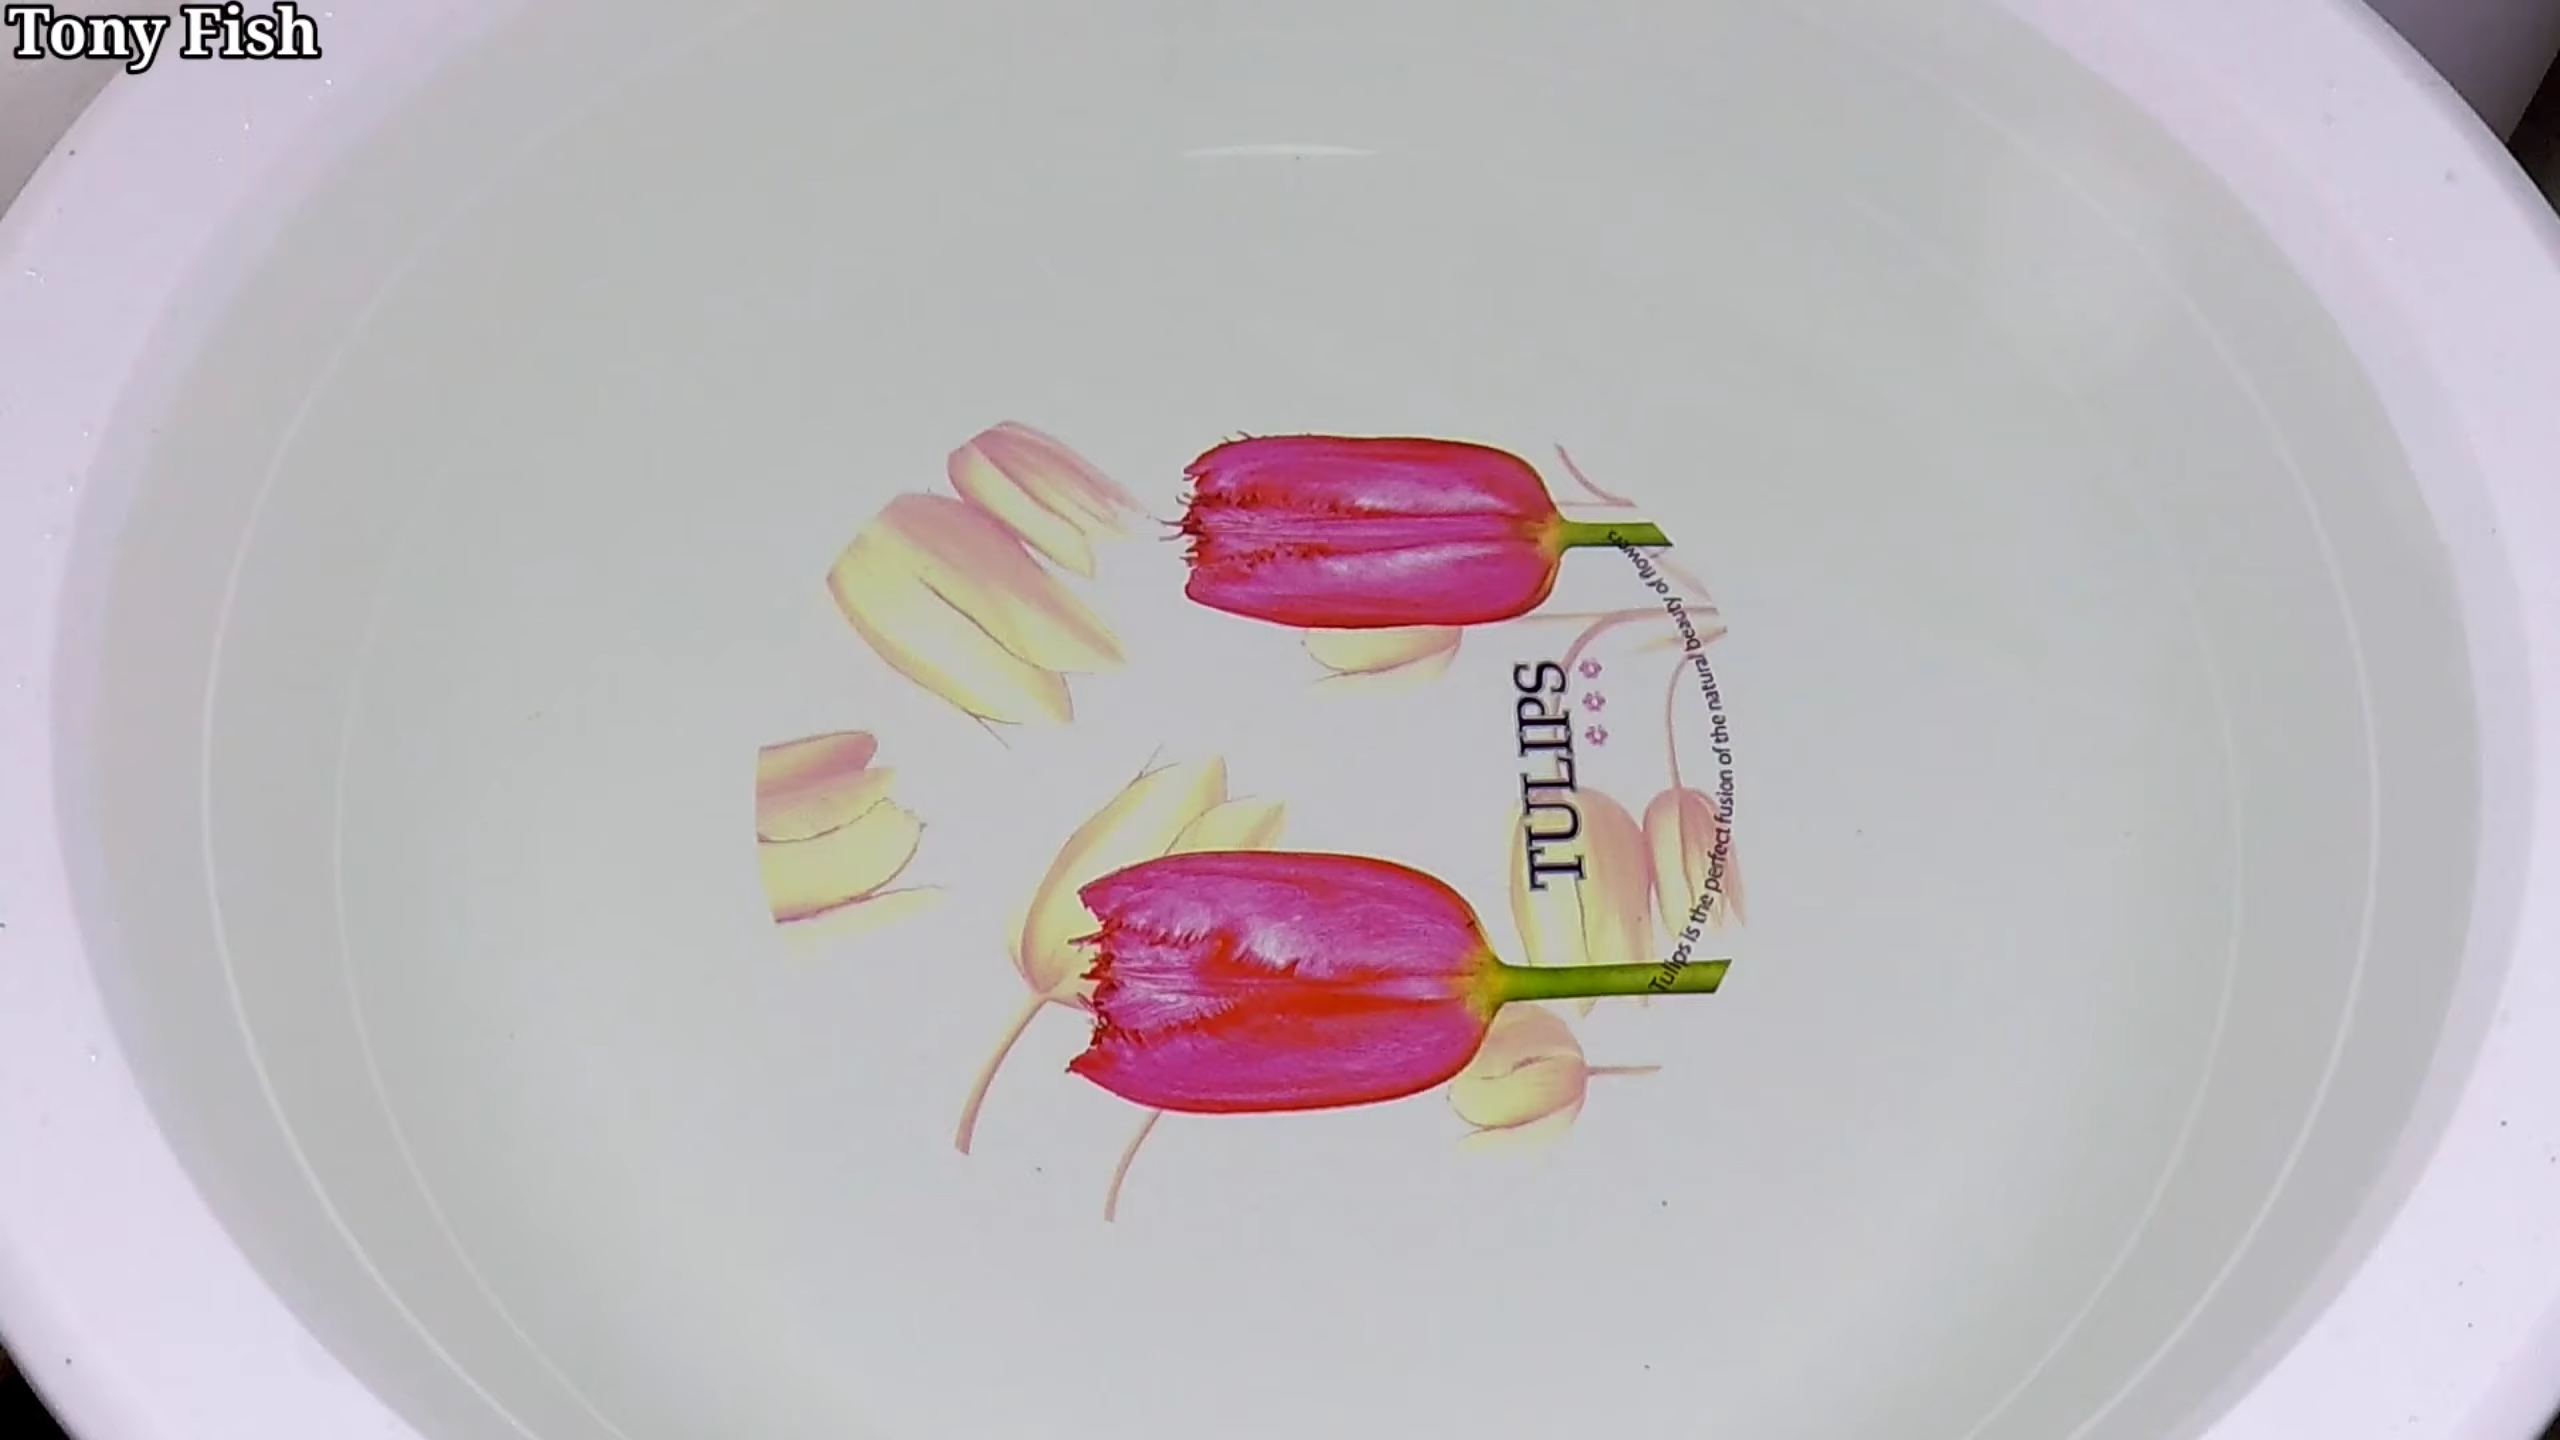 Tony Fish
TULIPS
Tulips is the perfect fusion of the natural beauty of flowers